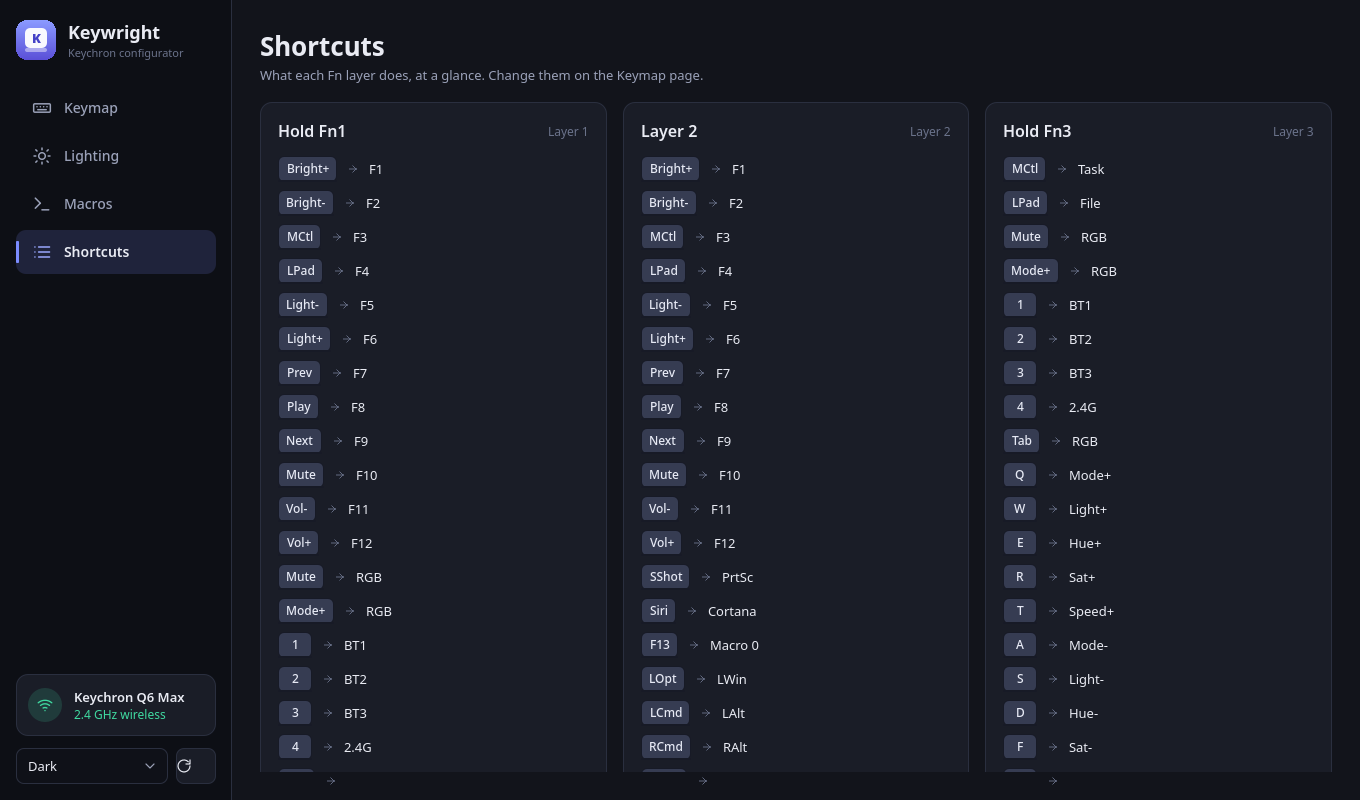 K
Keywright
Keychron configurator
Keymap
Lighting
Macros
Shortcuts
Keychron Q6 Max
2.4 GHz wireless
Dark
Shortcuts
What each Fn layer does, at a glance. Change them on the Keymap page.
Hold Fn1 Layer 1
Bright+ → F1
Bright- → F2
MCtl → F3
LPad → F4
Light- → F5
Light+ → F6
Prev → F7
Play → F8
Next → F9
Mute → F10
Vol- → F11
Vol+ → F12
Mute → RGB
Mode+ → RGB
1 → BT1
2 → BT2
3 → BT3
4 → 2.4G
Layer 2 Layer 2
Bright+ → F1
Bright- → F2
MCtl → F3
LPad → F4
Light- → F5
Light+ → F6
Prev → F7
Play → F8
Next → F9
Mute → F10
Vol- → F11
Vol+ → F12
SShot → PrtSc
Siri → Cortana
F13 → Macro 0
LOpt → LWin
LCmd → LAlt
RCmd → RAlt
Hold Fn3 Layer 3
MCtl → Task
LPad → File
Mute → RGB
Mode+ → RGB
1 → BT1
2 → BT2
3 → BT3
4 → 2.4G
Tab → RGB
Q → Mode+
W → Light+
E → Hue+
R → Sat+
T → Speed+
A → Mode-
S → Light-
D → Hue-
F → Sat-